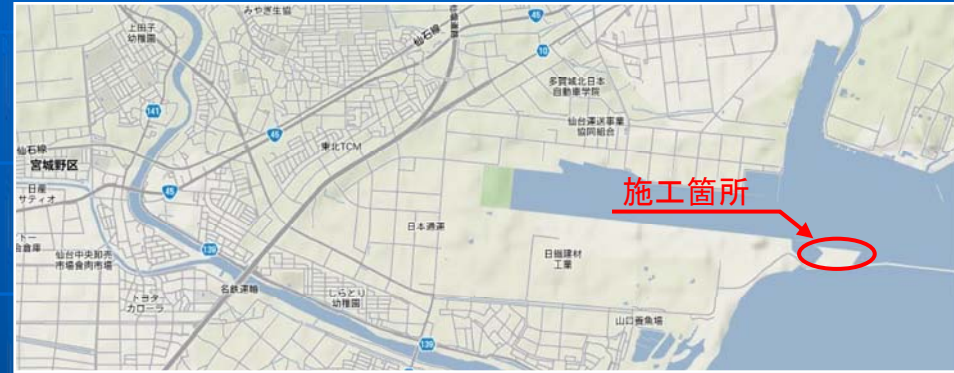 みやぎ生協
上田子
幼稚園
仙石線
45
10
多賀城北日本
自動車学院
141
仙台運送事業
協同組合
45
仙石線
東北TCM
宮城野区
日産
サティオ
45
施工箇所
日本通運
139
仙台中央卸売
市場食肉市場
日鐵建材
工業
名鉄運輸
トヨタ
カローラ
しらとり
幼稚園
山口養魚場
139